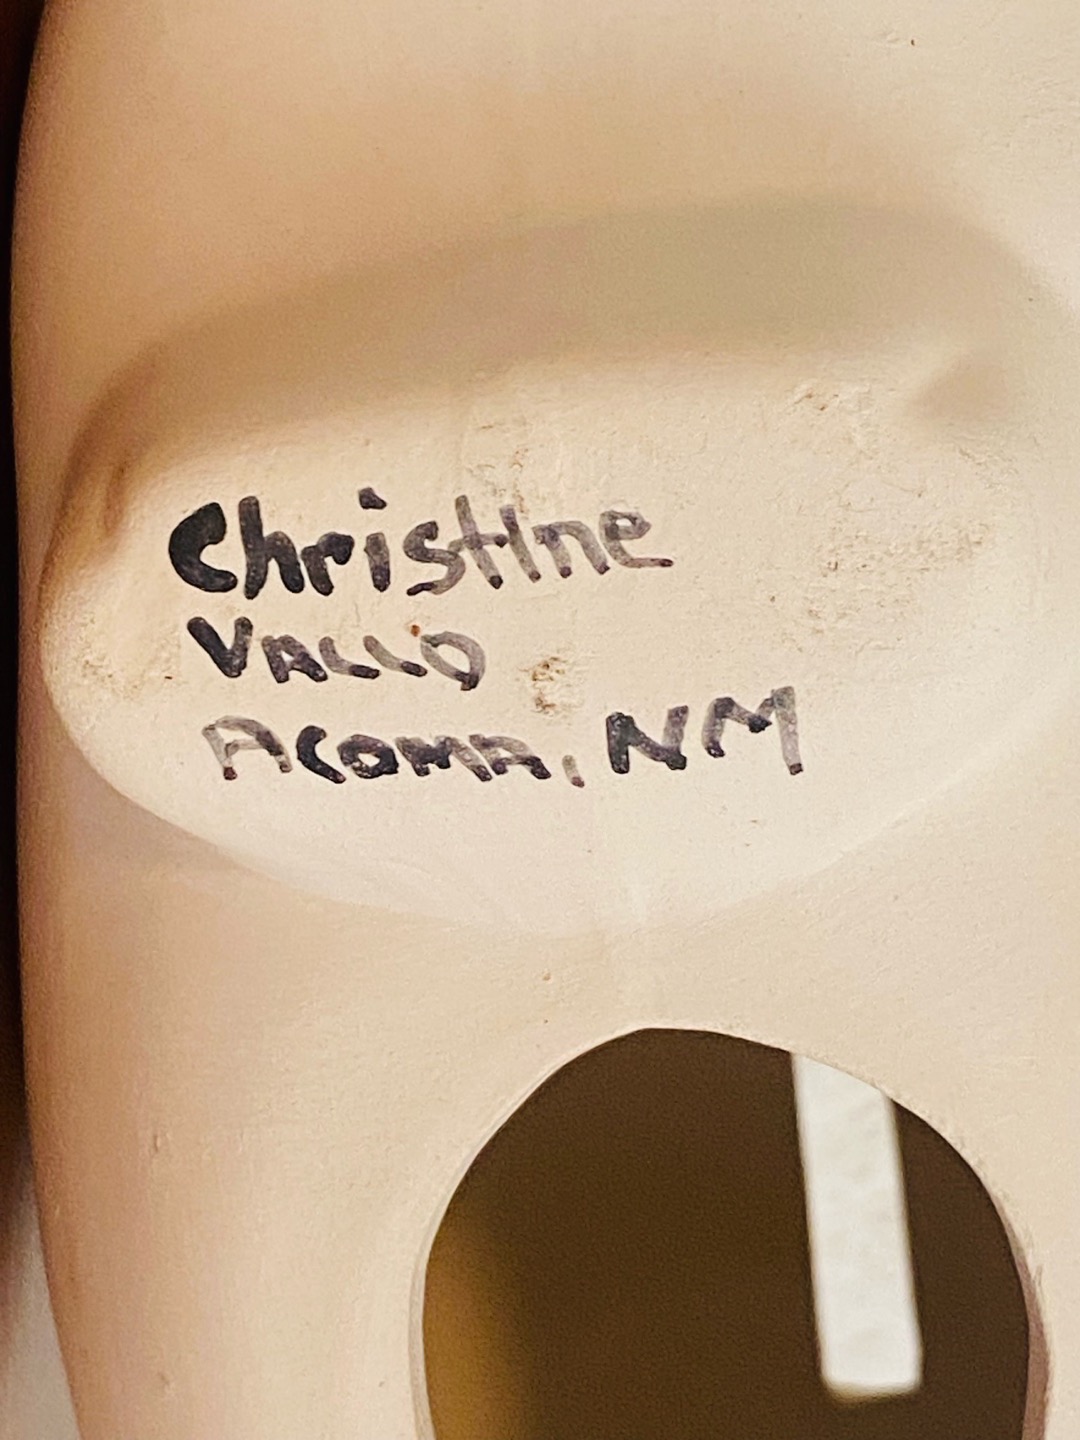 Christine
VALLO
ACOMA, NM